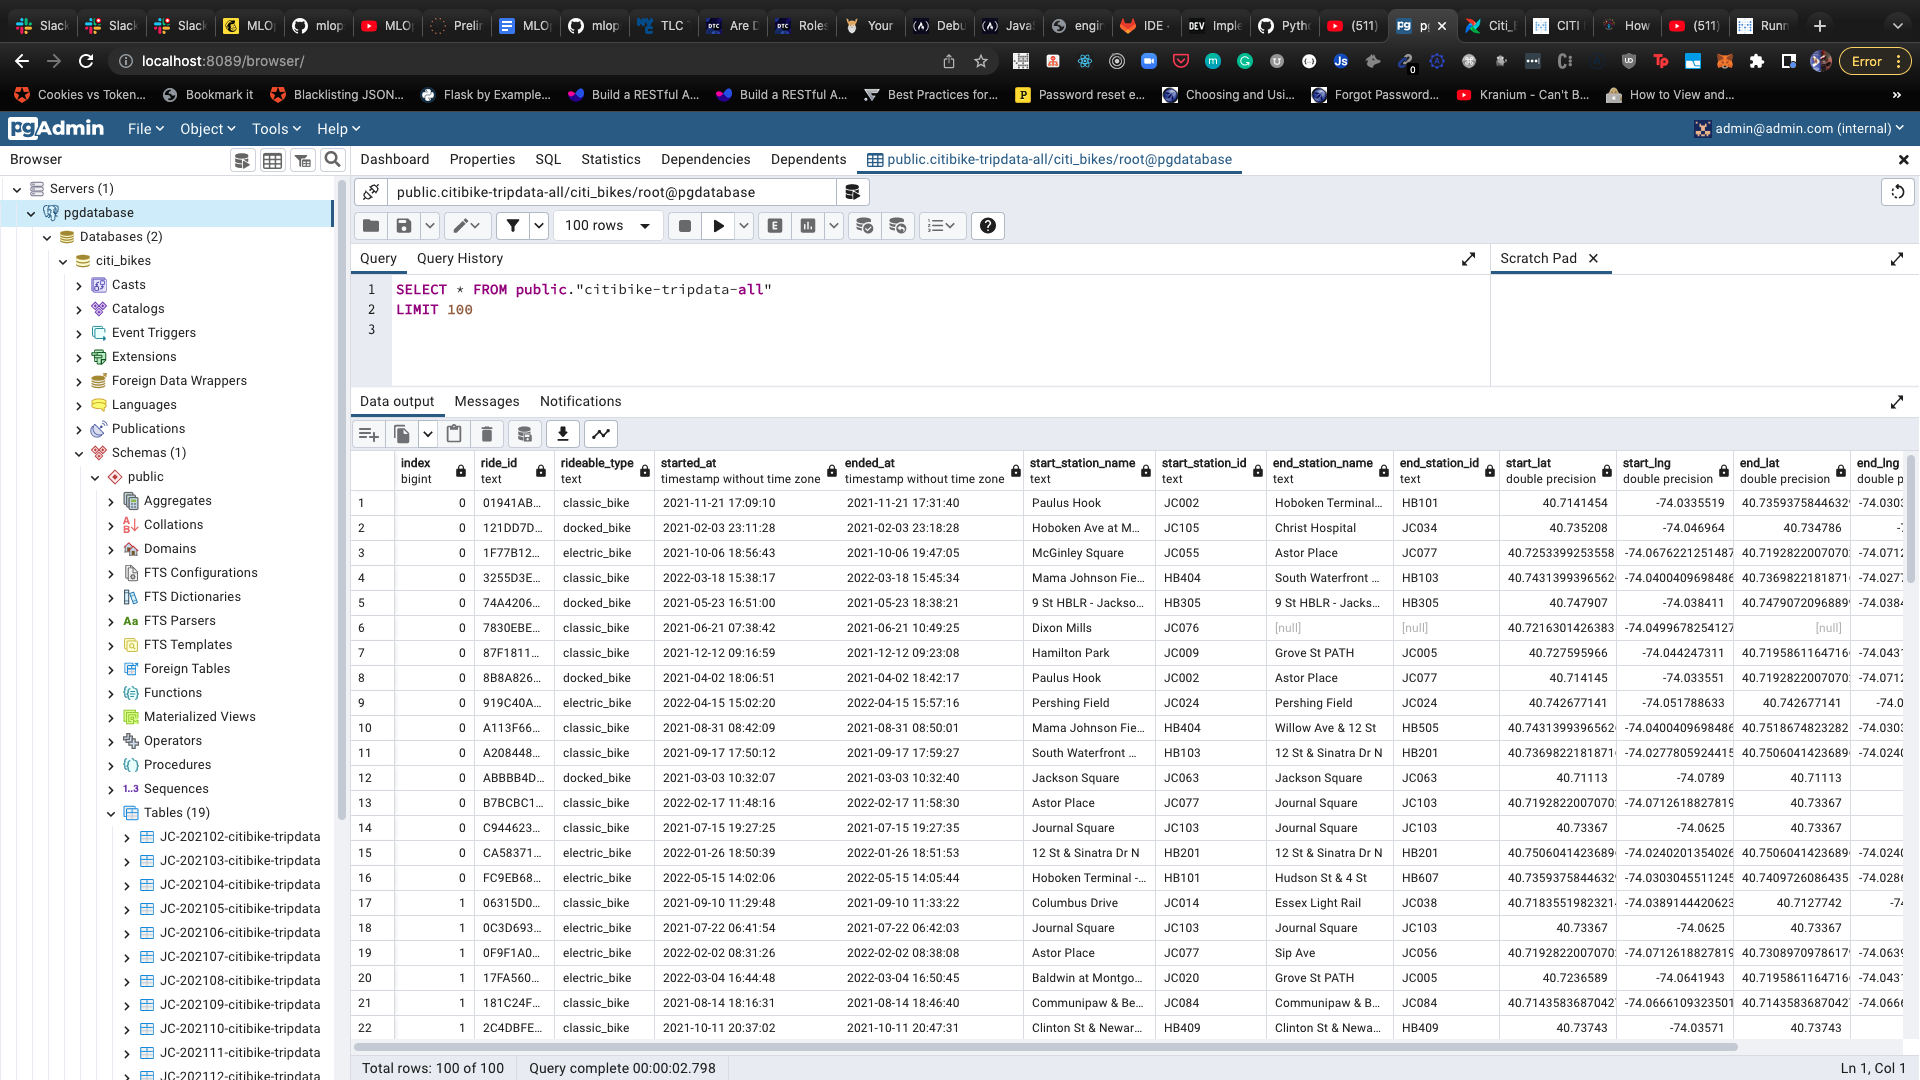 Slack Slack Slack MLO mlop MLO Prelir MLO mlop TLC Are D Roles Your Debu Java engin IDE Imple Pyth (511) Citi_ CITI How (511) Runn
localhost:8089/browser/ Error
Cookies vs Token... Bookmark it Blacklisting JSON... Flask by Example... Build a RESTful A... Build a RESTful A... Best Practices for... Password reset e... Choosing and Usi... Forgot Password... Kranium - Can't B... How to View and... »
pgAdmin File Object Tools Help admin@admin.com (internal)
Browser
Dashboard Properties SQL Statistics Dependencies Dependents public.citibike-tripdata-all/citi_bikes/root@pgdatabase
Servers (1)
pgdatabase
Databases (2)
citi_bikes
Casts
Catalogs
Event Triggers
Extensions
Foreign Data Wrappers
Languages
Publications
Schemas (1)
public
Aggregates
Collations
Domains
FTS Configurations
FTS Dictionaries
FTS Parsers
FTS Templates
Foreign Tables
Functions
Materialized Views
Operators
Procedures
Sequences
Tables (19)
JC-202102-citibike-tripdata
JC-202103-citibike-tripdata
JC-202104-citibike-tripdata
JC-202105-citibike-tripdata
JC-202106-citibike-tripdata
JC-202107-citibike-tripdata
JC-202108-citibike-tripdata
JC-202109-citibike-tripdata
JC-202110-citibike-tripdata
JC-202111-citibike-tripdata
JC-202112-citibike-tripdata
public.citibike-tripdata-all/citi_bikes/root@pgdatabase
100 rows
Query Query History
Scratch Pad
1 SELECT * FROM public."citibike-tripdata-all"
2 LIMIT 100
3
Data output Messages Notifications
index ride_id rideable_type started_at ended_at start_station_name start_station_id end_station_name end_station_id start_lat start_lng end_lat end_lng
bigint text text timestamp without time zone timestamp without time zone text text text text double precision double precision double precision double p
1 0 01941AB... classic_bike 2021-11-21 17:09:10 2021-11-21 17:31:40 Paulus Hook JC002 Hoboken Terminal... HB101 40.7141454 -74.0335519 40.7359375844632 -74.0303
2 0 121DD7D... docked_bike 2021-02-03 23:11:28 2021-02-03 23:18:28 Hoboken Ave at M... JC105 Christ Hospital JC034 40.735208 -74.046964 40.734786
3 0 1F77B12... electric_bike 2021-10-06 18:56:43 2021-10-06 19:47:05 McGinley Square JC055 Astor Place JC077 40.7253399253558 -74.0676221251487 40.7192822007070 -74.0712
4 0 3255D3E... classic_bike 2022-03-18 15:38:17 2022-03-18 15:45:34 Mama Johnson Fie... HB404 South Waterfront ... HB103 40.743139939656 -74.0400409698486 40.7369822181871 -74.0277
5 0 74A4206... docked_bike 2021-05-23 16:51:00 2021-05-23 18:38:21 9 St HBLR - Jackso... HB305 9 St HBLR - Jacks... HB305 40.747907 -74.038411 40.7479072096889 -74.0384
6 0 7830EBE... classic_bike 2021-06-21 07:38:42 2021-06-21 10:49:25 Dixon Mills JC076 [null] [null] 40.7216301426383 -74.0499678254127 [null]
7 0 87F1811... classic_bike 2021-12-12 09:16:59 2021-12-12 09:23:08 Hamilton Park JC009 Grove St PATH JC005 40.727595966 -74.044247311 40.7195861164716 -74.0431
8 0 8B8A826... docked_bike 2021-04-02 18:06:51 2021-04-02 18:42:17 Paulus Hook JC002 Astor Place JC077 40.714145 -74.033551 40.7192822007070 -74.0712
9 0 919C40A... electric_bike 2022-04-15 15:02:20 2022-04-15 15:57:16 Pershing Field JC024 Pershing Field JC024 40.742677141 -74.051788633 40.742677141 -74.0
10 0 A113F66... classic_bike 2021-08-31 08:42:09 2021-08-31 08:50:01 Mama Johnson Fie... HB404 Willow Ave & 12 St HB505 40.743139939656 -74.0400409698486 40.7518674823282 -74.0303
11 0 A208448... classic_bike 2021-09-17 17:50:12 2021-09-17 17:59:27 South Waterfront ... HB103 12 St & Sinatra Dr N HB201 40.7369822181871 -74.0277805924415 40.7506041423689 -74.0240
12 0 ABBBB4D... docked_bike 2021-03-03 10:32:07 2021-03-03 10:32:40 Jackson Square JC063 Jackson Square JC063 40.71113 -74.0789 40.71113
13 0 B7BCBC1... classic_bike 2022-02-17 11:48:16 2022-02-17 11:58:30 Astor Place JC077 Journal Square JC103 40.7192822007070 -74.0712618827819 40.73367
14 0 C944623... classic_bike 2021-07-15 19:27:25 2021-07-15 19:27:35 Journal Square JC103 Journal Square JC103 40.73367 -74.0625 40.73367
15 0 CA58371... electric_bike 2022-01-26 18:50:39 2022-01-26 18:51:53 12 St & Sinatra Dr N HB201 12 St & Sinatra Dr N HB201 40.7506041423689 -74.0240201354026 40.7506041423689 -74.0240
16 0 FC9EB68... electric_bike 2022-05-15 14:02:06 2022-05-15 14:05:44 Hoboken Terminal -... HB101 Hudson St & 4 St HB607 40.7359375844632 -74.0303045511245 40.7409726086435 -74.0286
17 1 06315D0... classic_bike 2021-09-10 11:29:48 2021-09-10 11:33:22 Columbus Drive JC014 Essex Light Rail JC038 40.7183551982321 -74.0389144420623 40.7127742 -74
18 1 0C3D693... electric_bike 2021-07-22 06:41:54 2021-07-22 06:42:03 Journal Square JC103 Journal Square JC103 40.73367 -74.0625 40.73367
19 1 0F9F1A0... electric_bike 2022-02-02 08:31:26 2022-02-02 08:38:08 Astor Place JC077 Sip Ave JC056 40.7192822007070 -74.0712618827819 40.7308970978617 -74.0639
20 1 17FA560... electric_bike 2022-03-04 16:44:48 2022-03-04 16:50:45 Baldwin at Montgo... JC020 Grove St PATH JC005 40.7236589 -74.0641943 40.7195861164716 -74.0431
21 1 181C24F... classic_bike 2021-08-14 18:16:31 2021-08-14 18:46:40 Communipaw & Be... JC084 Communipaw & B... JC084 40.7143583687042 -74.0666109323501 40.7143583687042 -74.0666
22 1 2C4DBFE... classic_bike 2021-10-11 20:37:02 2021-10-11 20:47:31 Clinton St & Newar... HB409 Clinton St & Newa... HB409 40.73743 -74.03571 40.73743
Total rows: 100 of 100 Query complete 00:00:02.798 Ln 1, Col 1